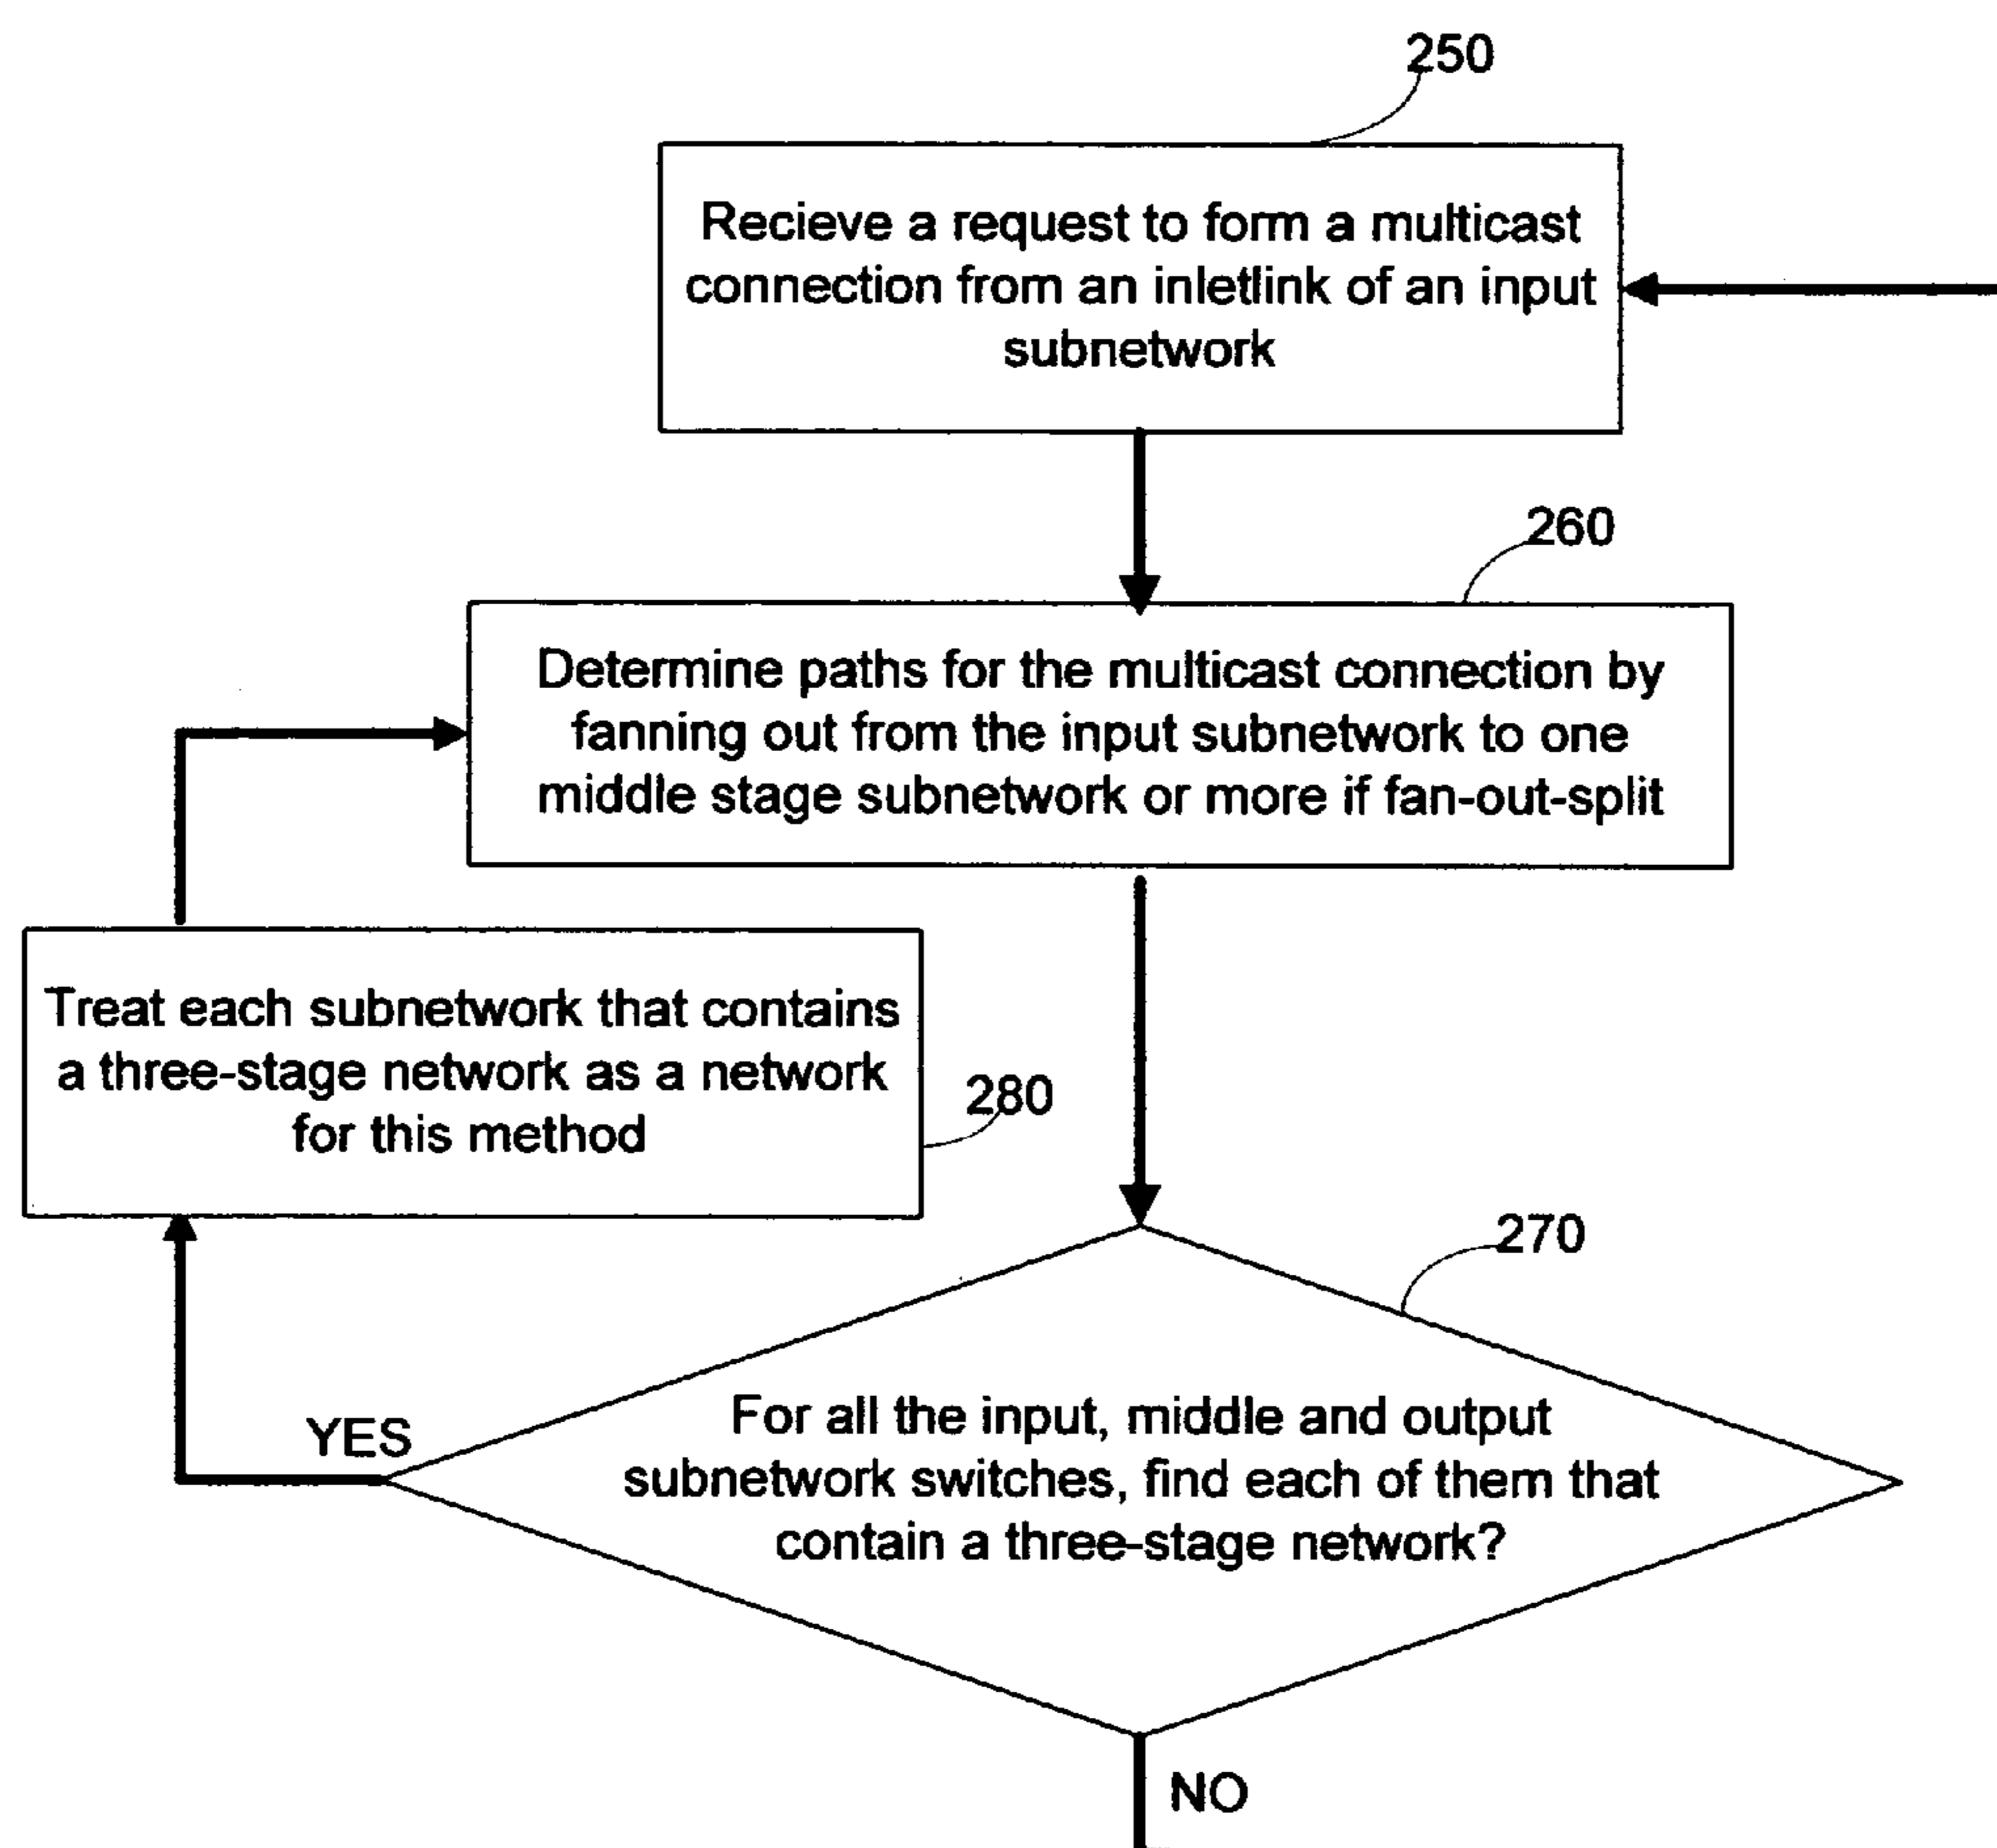 250
Recieve a request to form a multicast
connection from an inletlink of an input
subnetwork
260
Determine paths for the multicast connection by
fanning out from the input subnetwork to one
middle stage subnetwork or more if fan-out-split
Treat each subnetwork that contains
a three-stage network as a network
for this method
280
270
For all the input, middle and output
subnetwork switches, find each of them that
contain a three-stage network?
YES
NO